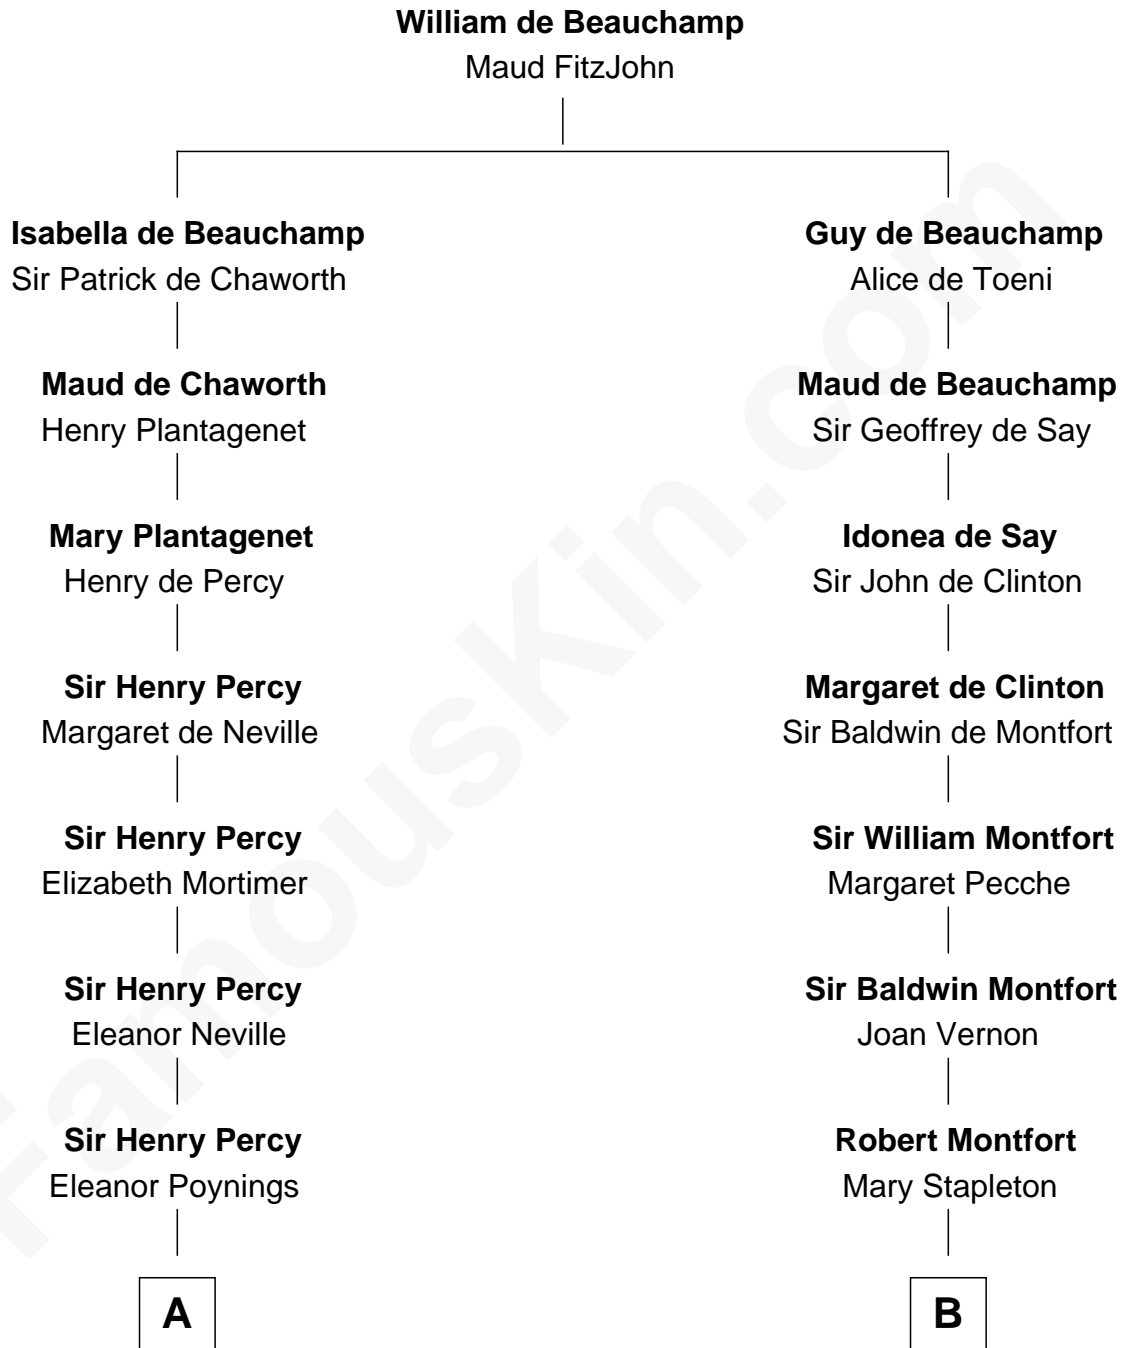 William de Beauchamp
Maud FitzJohn
Isabella de Beauchamp
Sir Patrick de Chaworth
Guy de Beauchamp
Alice de Toeni
Maud de Chaworth
Henry Plantagenet
Maud de Beauchamp
Sir Geoffrey de Say
Mary Plantagenet
Henry de Percy
Idonea de Say
Sir John de Clinton
Sir Henry Percy
Margaret de Neville
Margaret de Clinton
Sir Baldwin de Montfort
Sir Henry Percy
Elizabeth Mortimer
Sir William Montfort
Margaret Pecche
Sir Henry Percy
Eleanor Neville
Sir Baldwin Montfort
Joan Vernon
Sir Henry Percy
Eleanor Poynings
Robert Montfort
Mary Stapleton
A
B
FamousKin.com